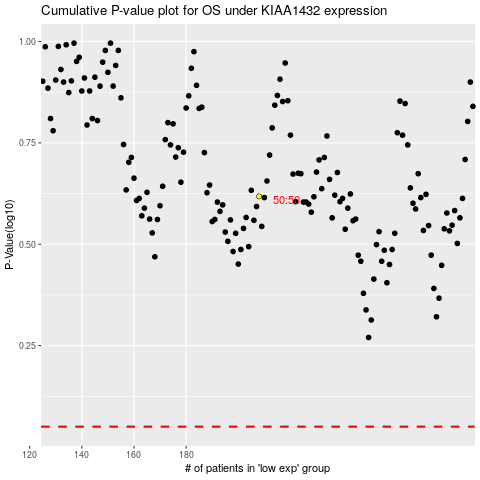 Cumulative P-value plot for OS under KIAA1432 expression
P-Value(log10)
1.00
0.75
0.50
0.25
50:50
120 140 160 180
# of patients in 'low exp' group